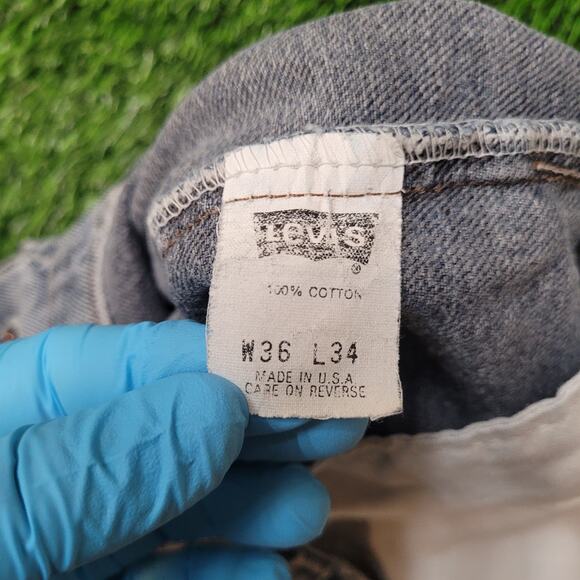 LEVI'S
®
100% COTTON
W36 L34
MADE IN U.S.A
CARE ON REVERSE